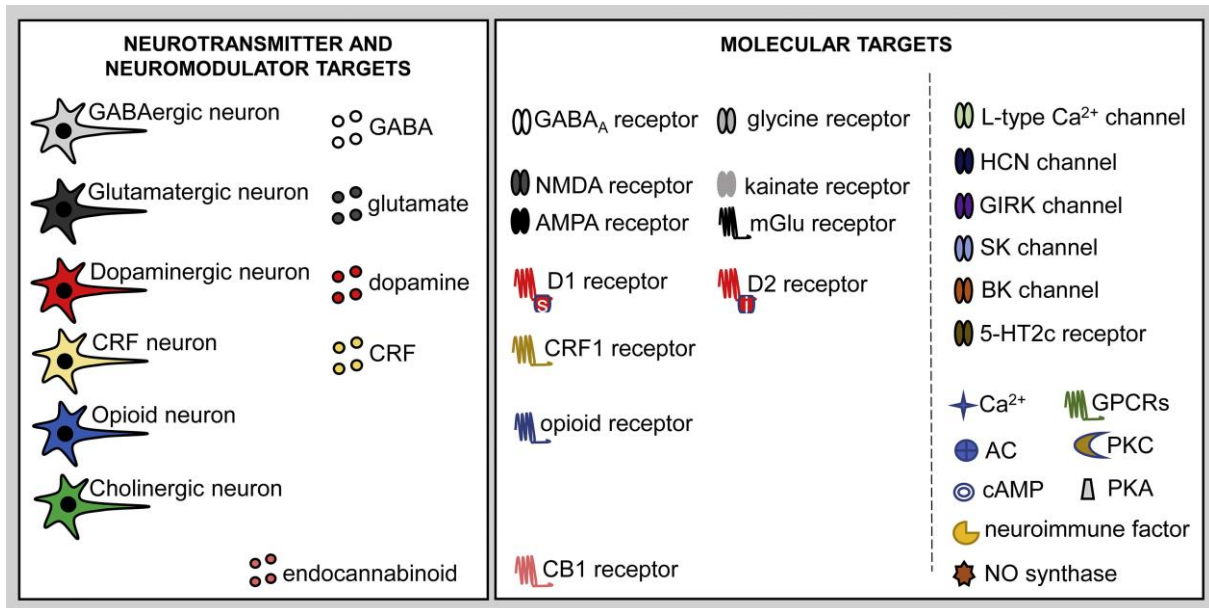 NEUROTRANSMITTER AND
NEUROMODULATOR TARGETS
GABAergic neuron
GABA
Glutamatergic neuron
glutamate
Dopaminergic neuron
dopamine
CRF neuron
CRF
Opioid neuron
Cholinergic neuron
endocannabinoid
MOLECULAR TARGETS
GABA_A receptor
glycine receptor
NMDA receptor
kainate receptor
AMPA receptor
mGlu receptor
s
D1 receptor
i
D2 receptor
CRF1 receptor
opioid receptor
CB1 receptor
L-type Ca²⁺ channel
HCN channel
GIRK channel
SK channel
BK channel
5-HT2c receptor
Ca²⁺
GPCRs
AC
PKC
cAMP
PKA
neuroimmune factor
NO synthase